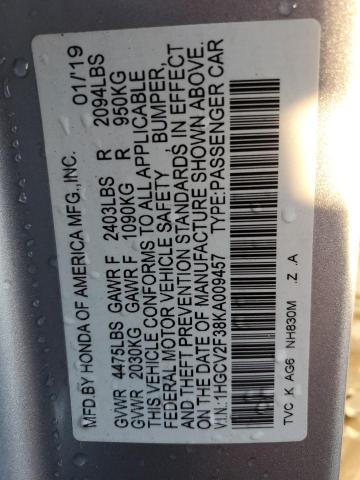 MFD.BY HONDA OF AMERICA MFG.,INC. 01/'19
GVWR 4475LBS GAWR F 2403LBS R 2094LBS
GVWR 2030KG GAWR F 1090KG R 950KG
THIS VEHICLE CONFORMS TO ALL APPLICABLE
FEDERAL MOTOR VEHICLE SAFETY, BUMPER,
AND THEFT PREVENTION STANDARDS IN EFFECT
ON THE DATE OF MANUFACTURE SHOWN ABOVE.
V.I.N.:1HGCV2F38KA009457 TYPE:PASSENGER CAR
TVC K AG6 NH830M .Z .A